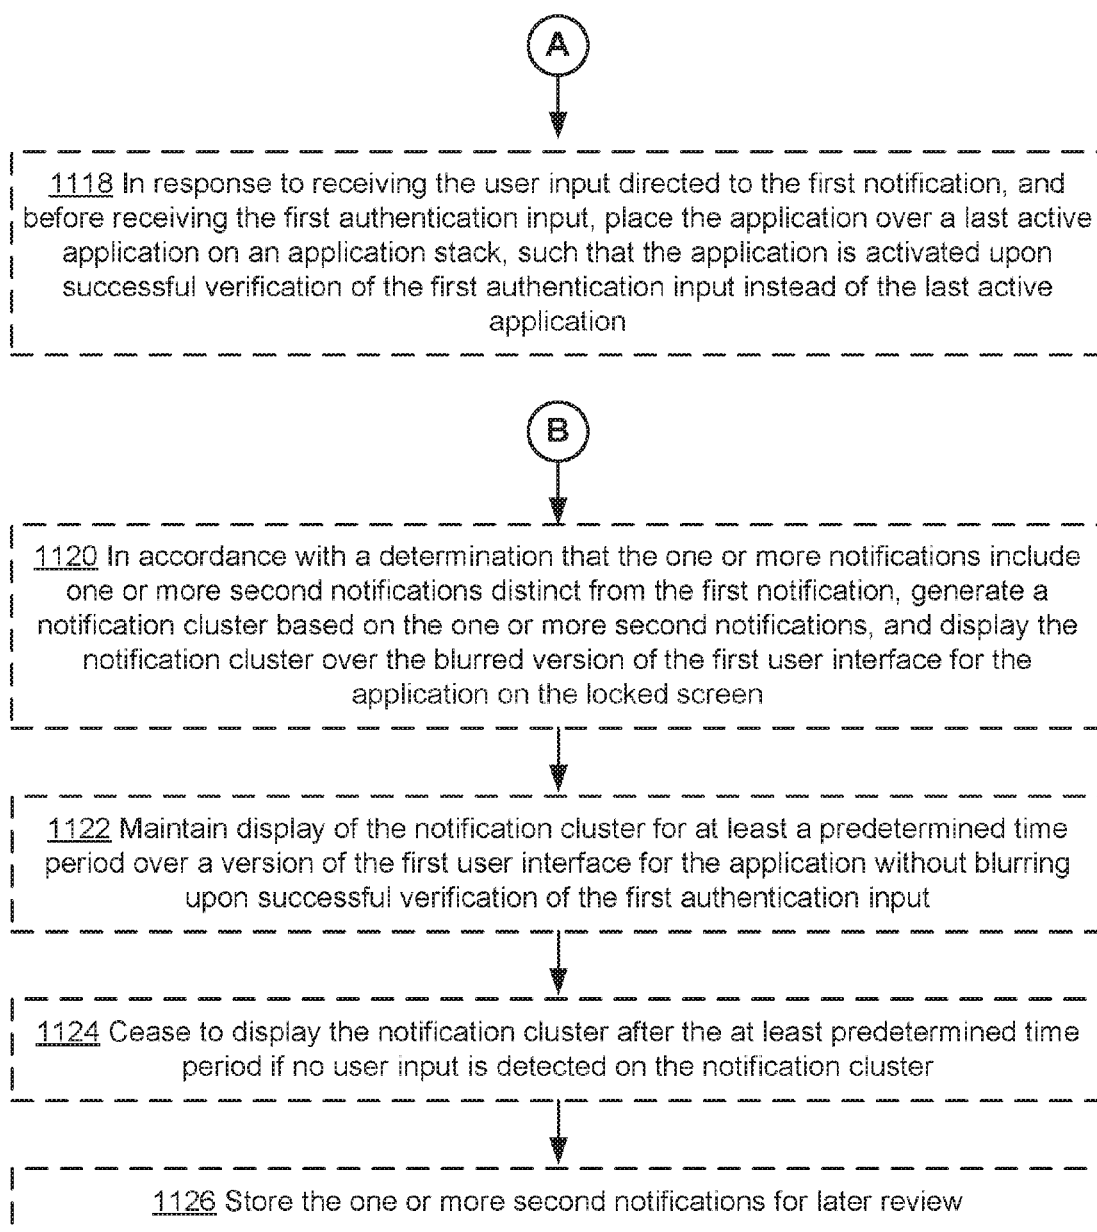 A
1118 In response to receiving the user input directed to the first notification, and
before receiving the first authentication input, place the application over a last active
application on an application stack, such that the application is activated upon
successful verification of the first authentication input instead of the last active
application
B
1120 In accordance with a determination that the one or more notifications include
one or more second notifications distinct from the first notification, generate a
notification cluster based on the one or more second notifications, and display the
notification cluster over the blurred version of the first user interface for the
application on the locked screen
1122 Maintain display of the notification cluster for at least a predetermined time
period over a version of the first user interface for the application without blurring
upon successful verification of the first authentication input
1124 Cease to display the notification cluster after the at least predetermined time
period if no user input is detected on the notification cluster
1126 Store the one or more second notifications for later review